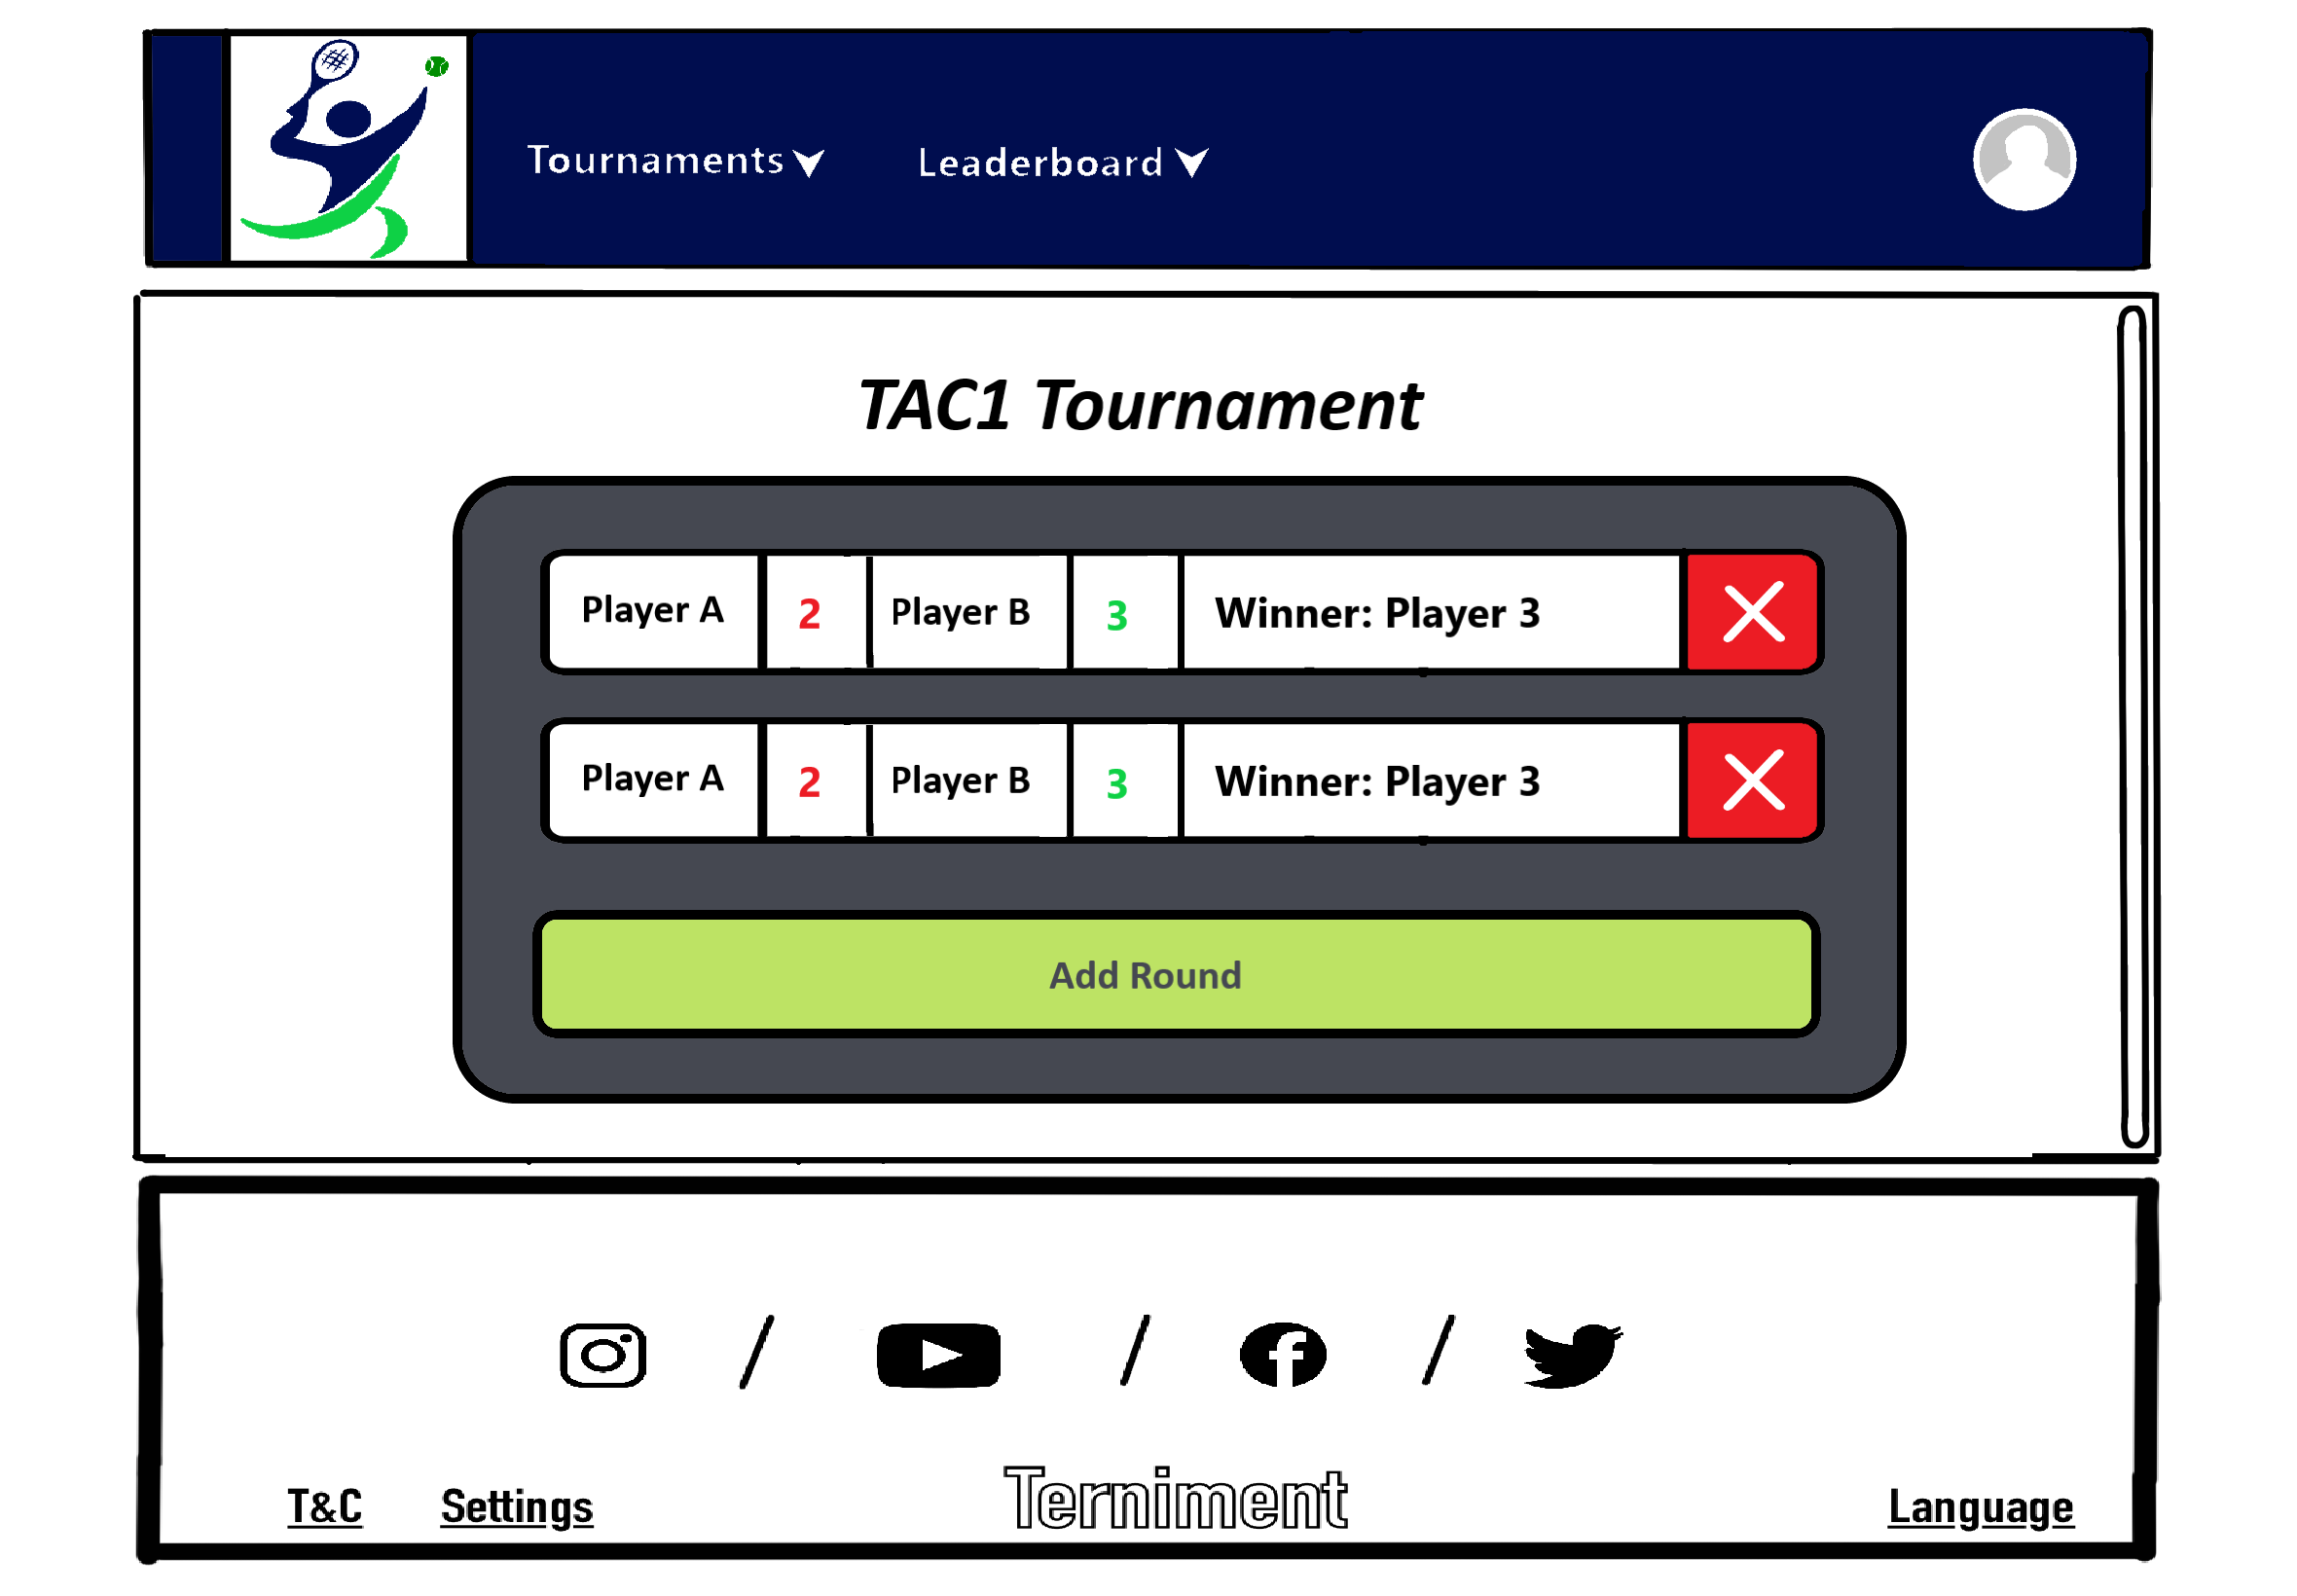 Tournaments Leaderboard
TAC1 Tournament
Player A 2 Player B 3 Winner: Player 3
Player A 2 Player B 3 Winner: Player 3
Add Round
Terniment
T&C Settings Language